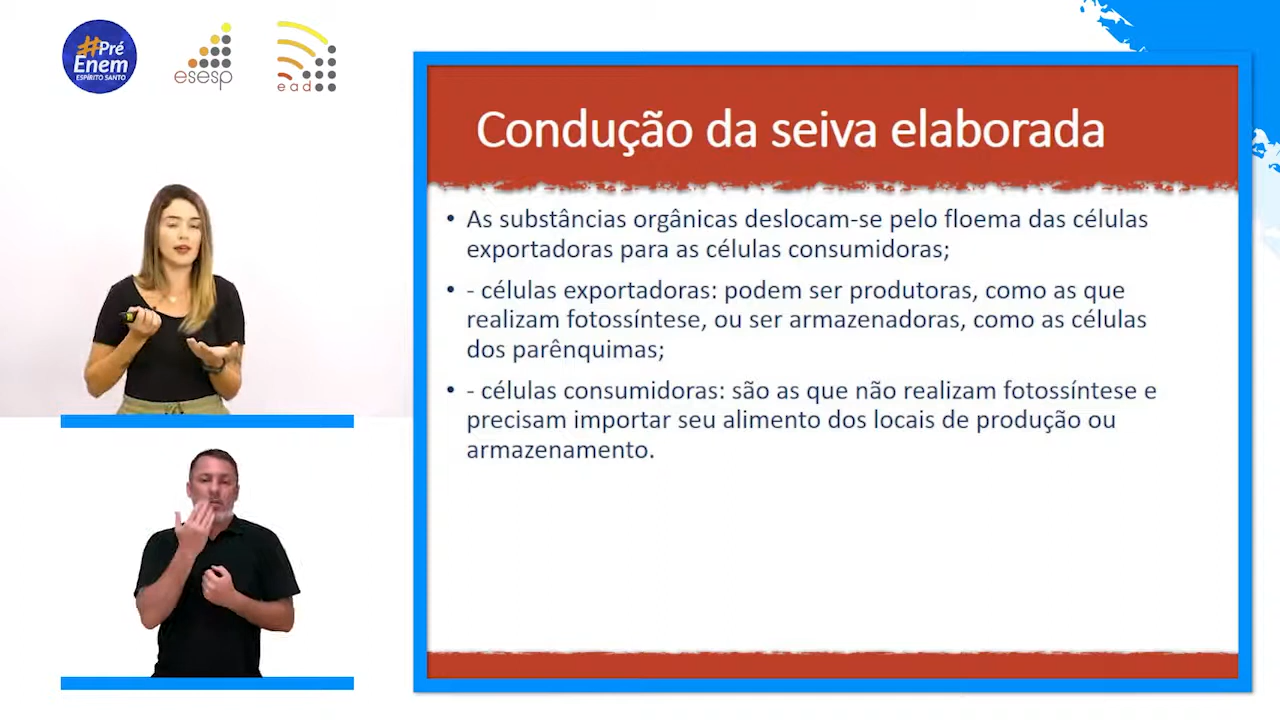 #Pré
Enem
ESPÍRITO SANTO
esesp
ead
Condução da seiva elaborada
• As substâncias orgânicas deslocam-se pelo floema das células
exportadoras para as células consumidoras;
• - células exportadoras: podem ser produtoras, como as que
realizam fotossíntese, ou ser armazenadoras, como as células
dos parênquimas;
• - células consumidoras: são as que não realizam fotossíntese e
precisam importar seu alimento dos locais de produção ou
armazenamento.